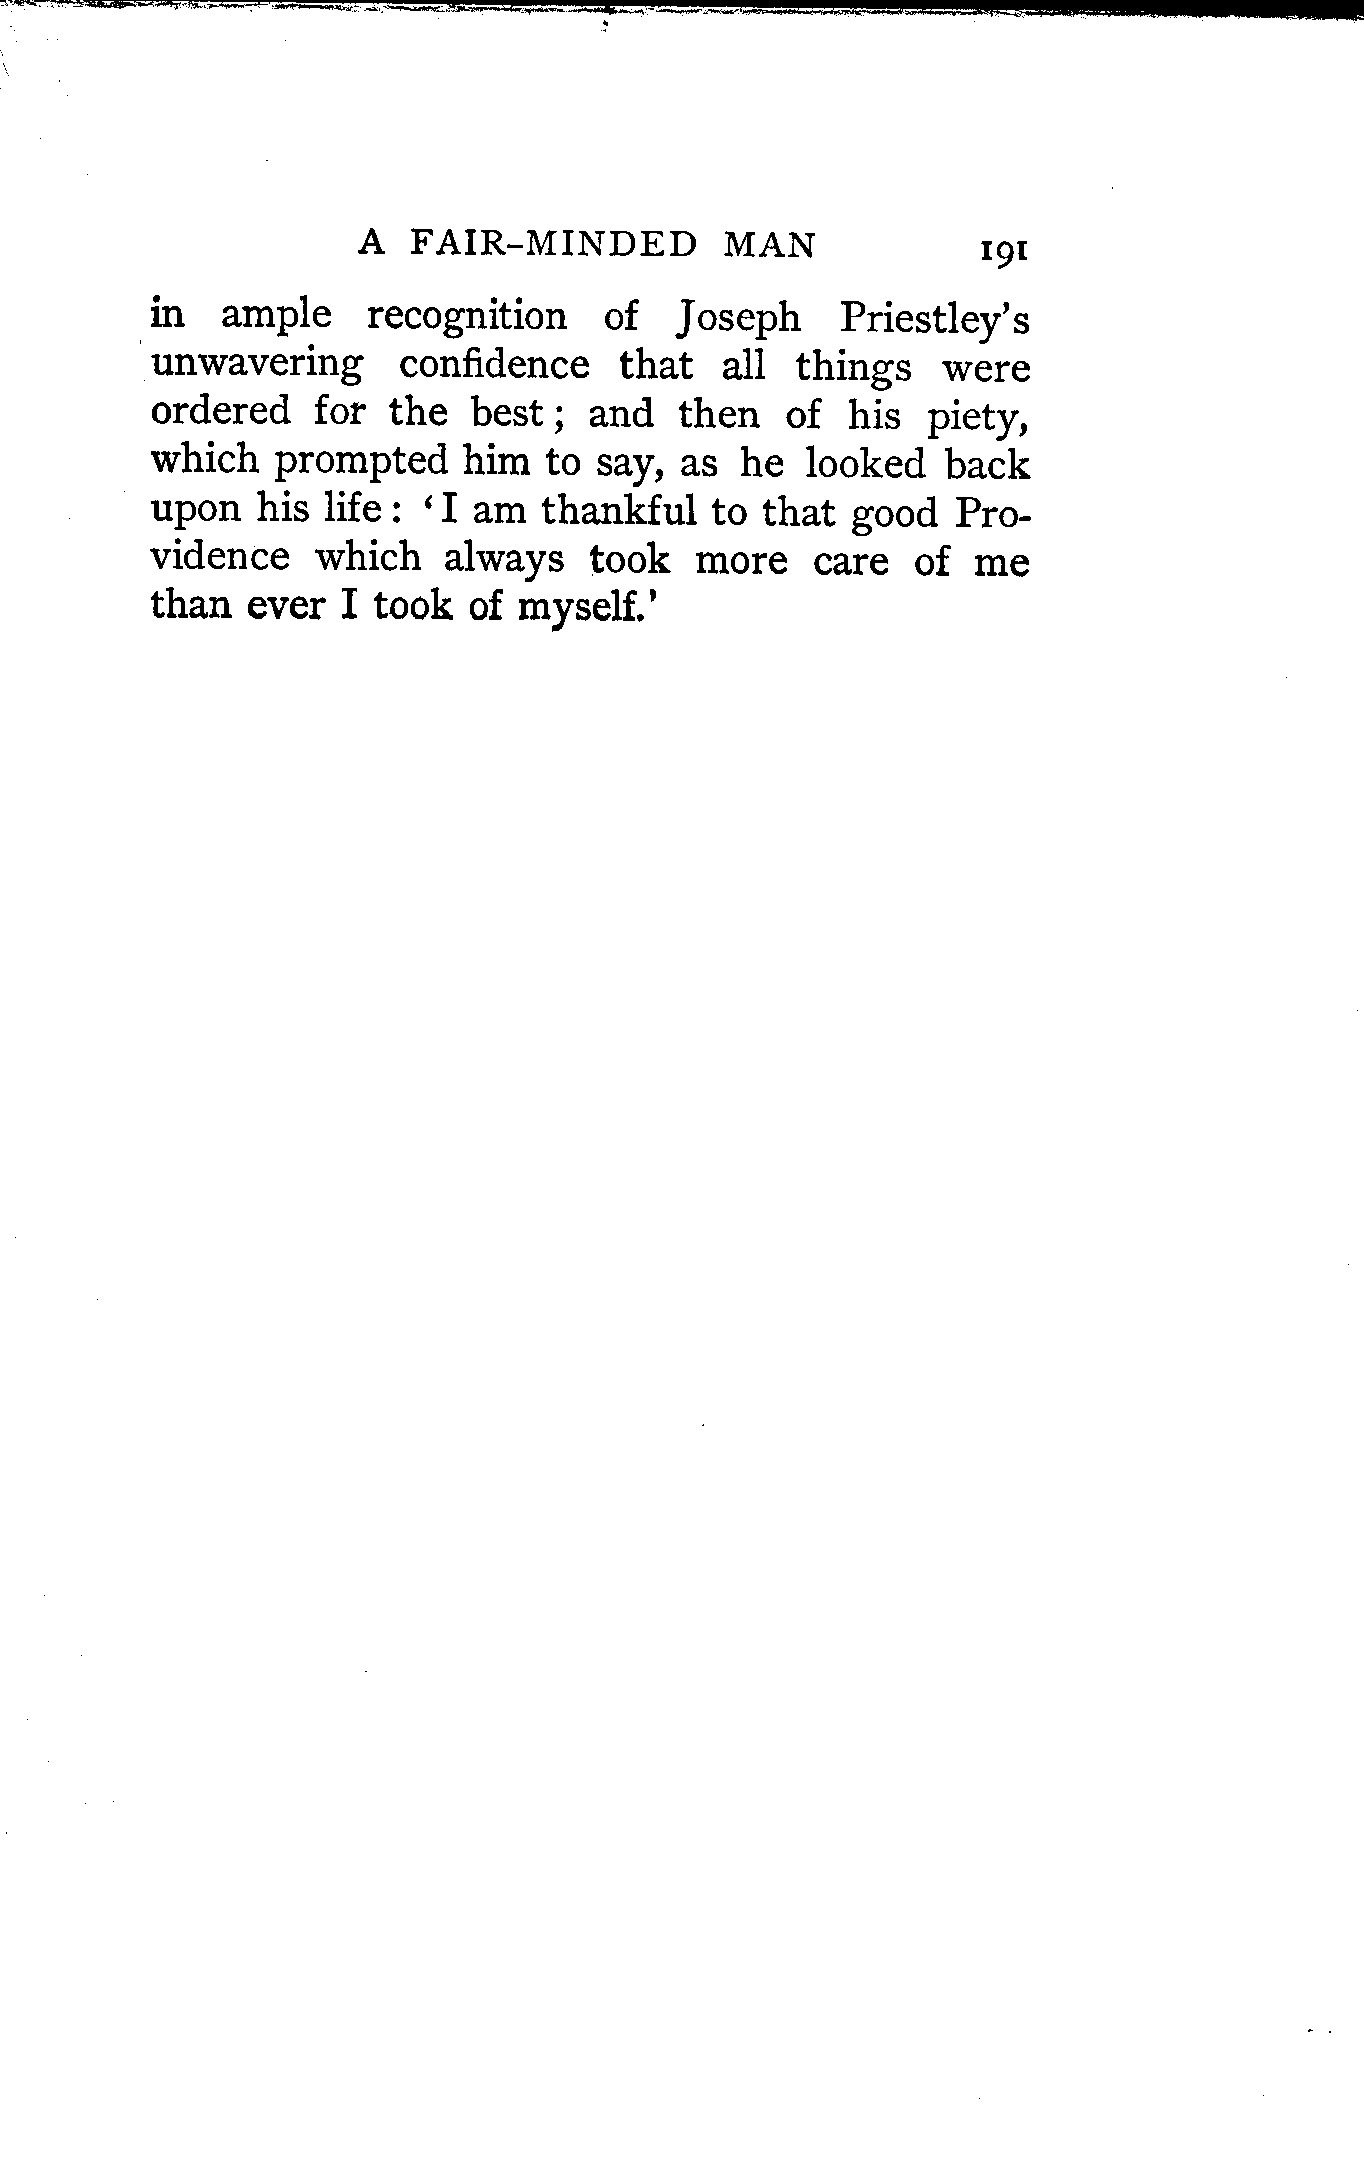 A FAIR-MINDED MAN 191
in ample recognition of Joseph Priestley's
unwavering confidence that all things were
ordered for the best ; and then of his piety,
which prompted him to say, as he looked back
upon his life : ‘I am thankful to that good Pro-
vidence which always took more care of me
than ever I took of myself.’